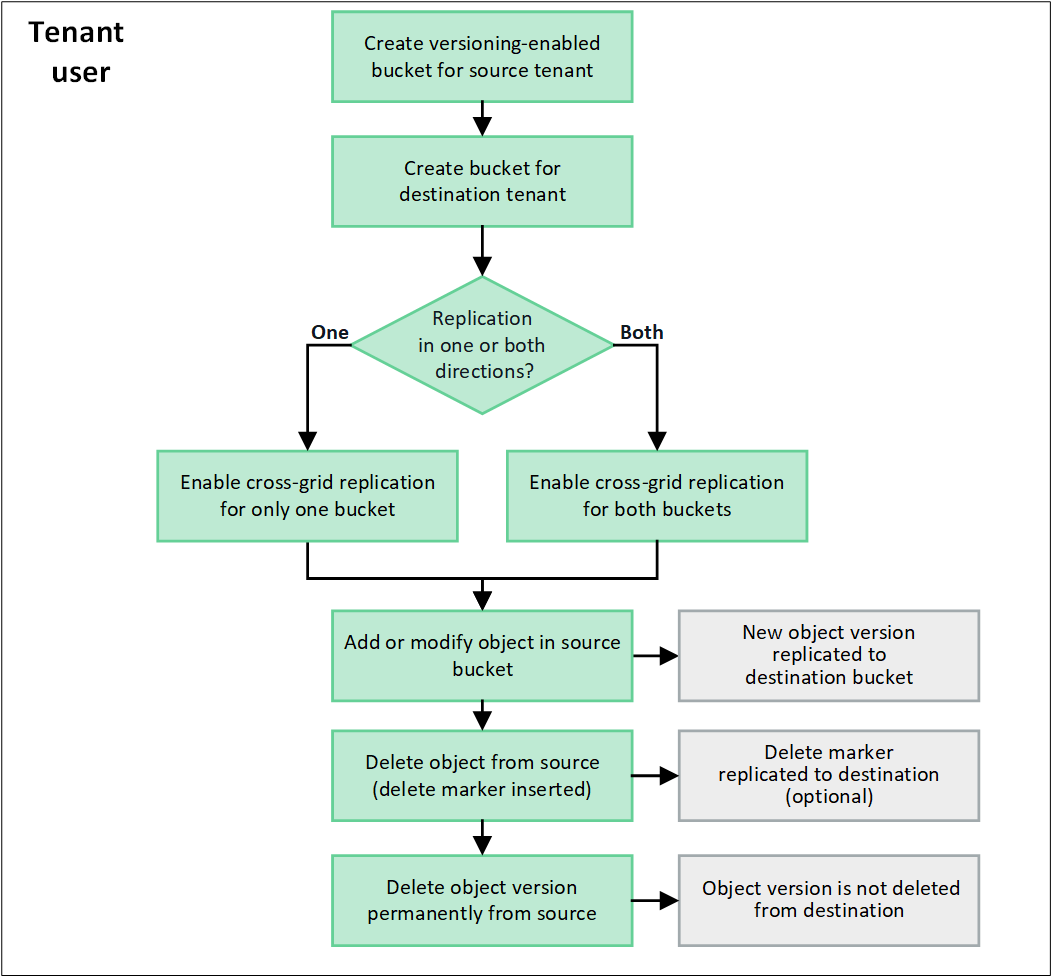 Tenant
user
Create versioning-enabled
bucket for source tenant
Create bucket for
destination tenant
Replication
in one or both
directions?
One
Both
Enable cross-grid replication
for only one bucket
Enable cross-grid replication
for both buckets
Add or modify object in source
bucket
New object version
replicated to
destination bucket
Delete object from source
(delete marker inserted)
Delete marker
replicated to destination
(optional)
Delete object version
permanently from source
Object version is not deleted
from destination